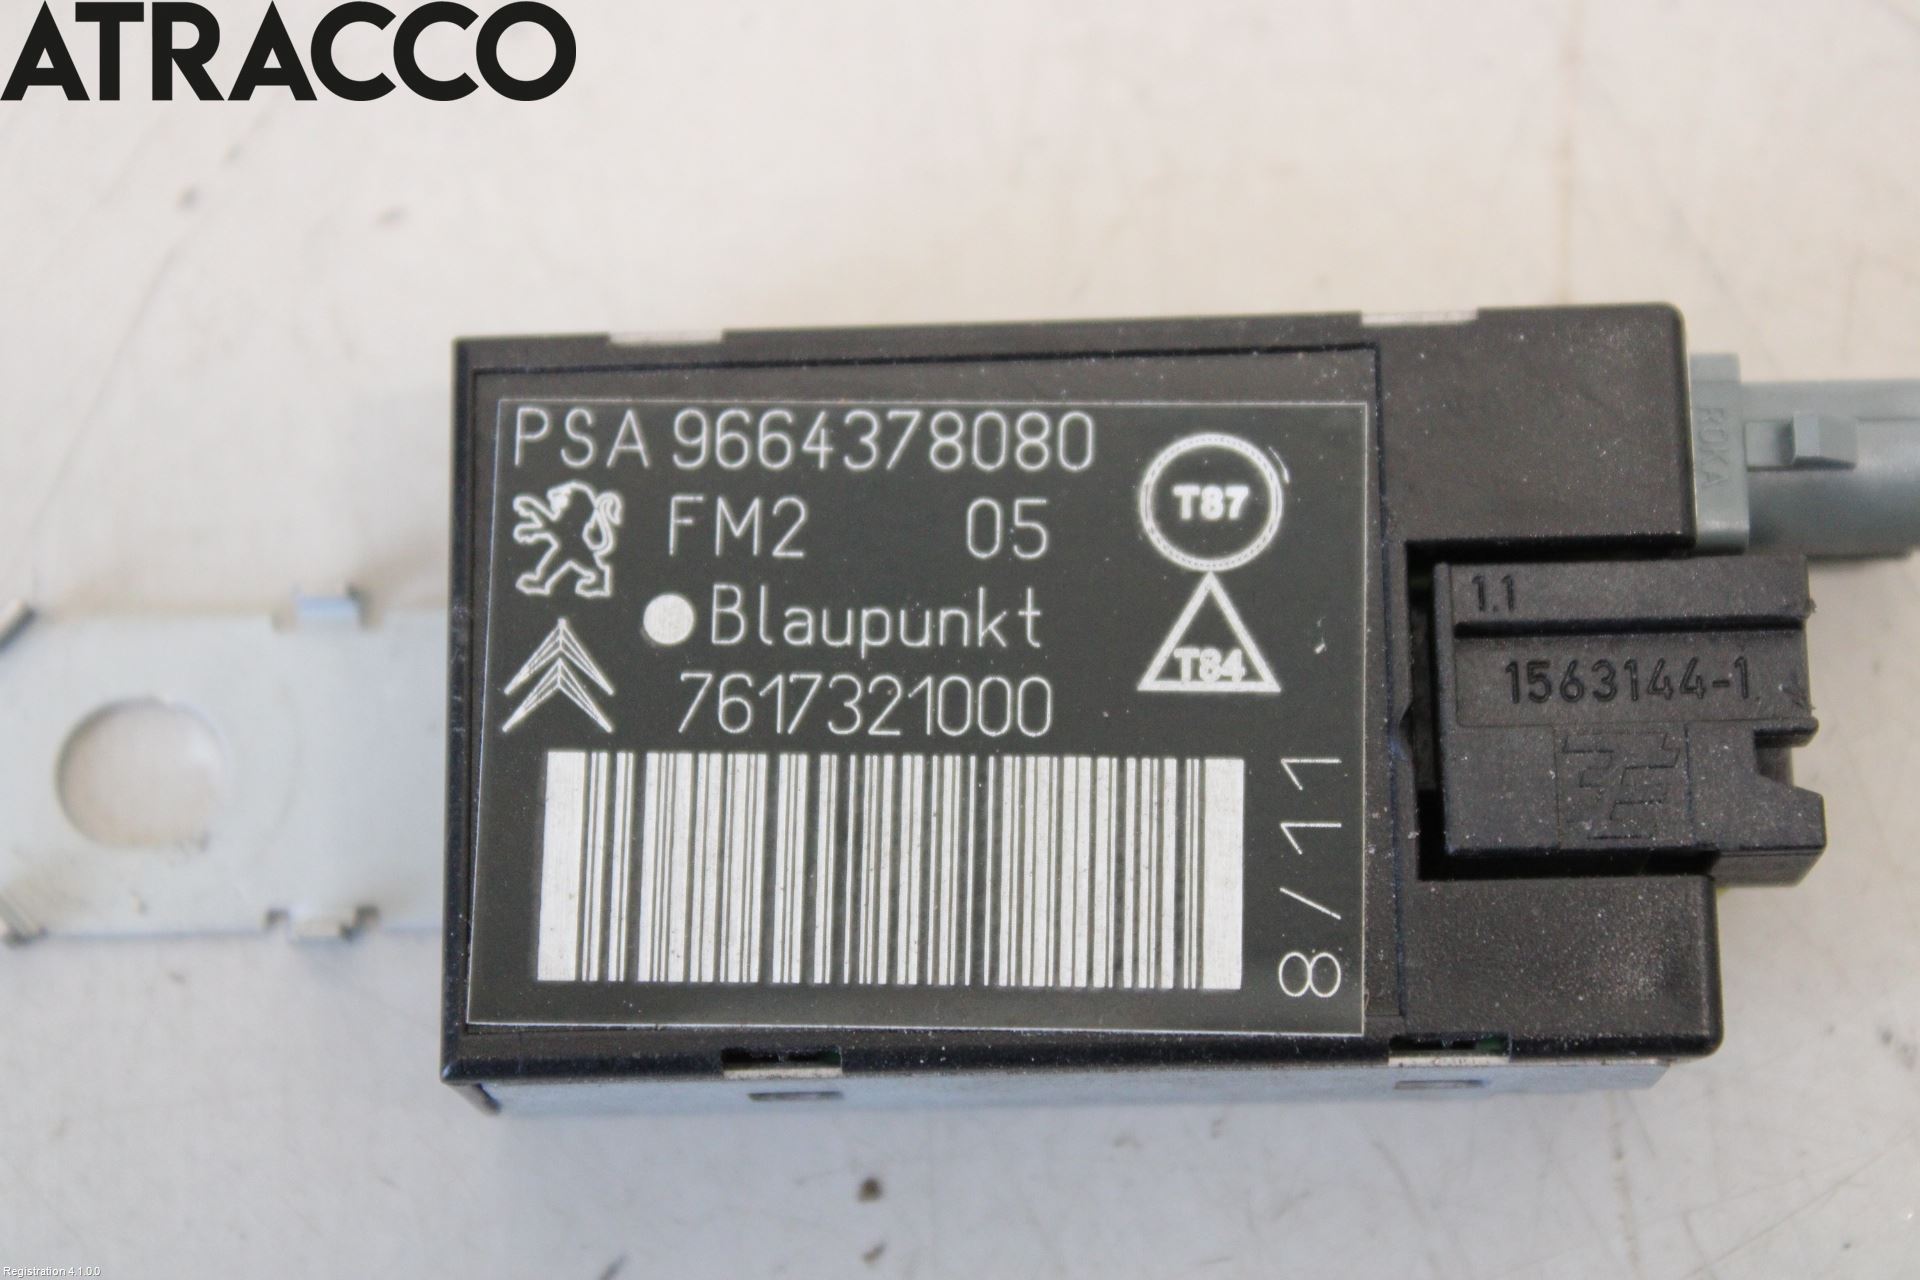 ATRACCO
PSA 9664378080
FM2 05
Blaupunkt
7617321000
T87
T84
8/11
ROKA
1.1
1563144-1
Registration 4.1.0.0